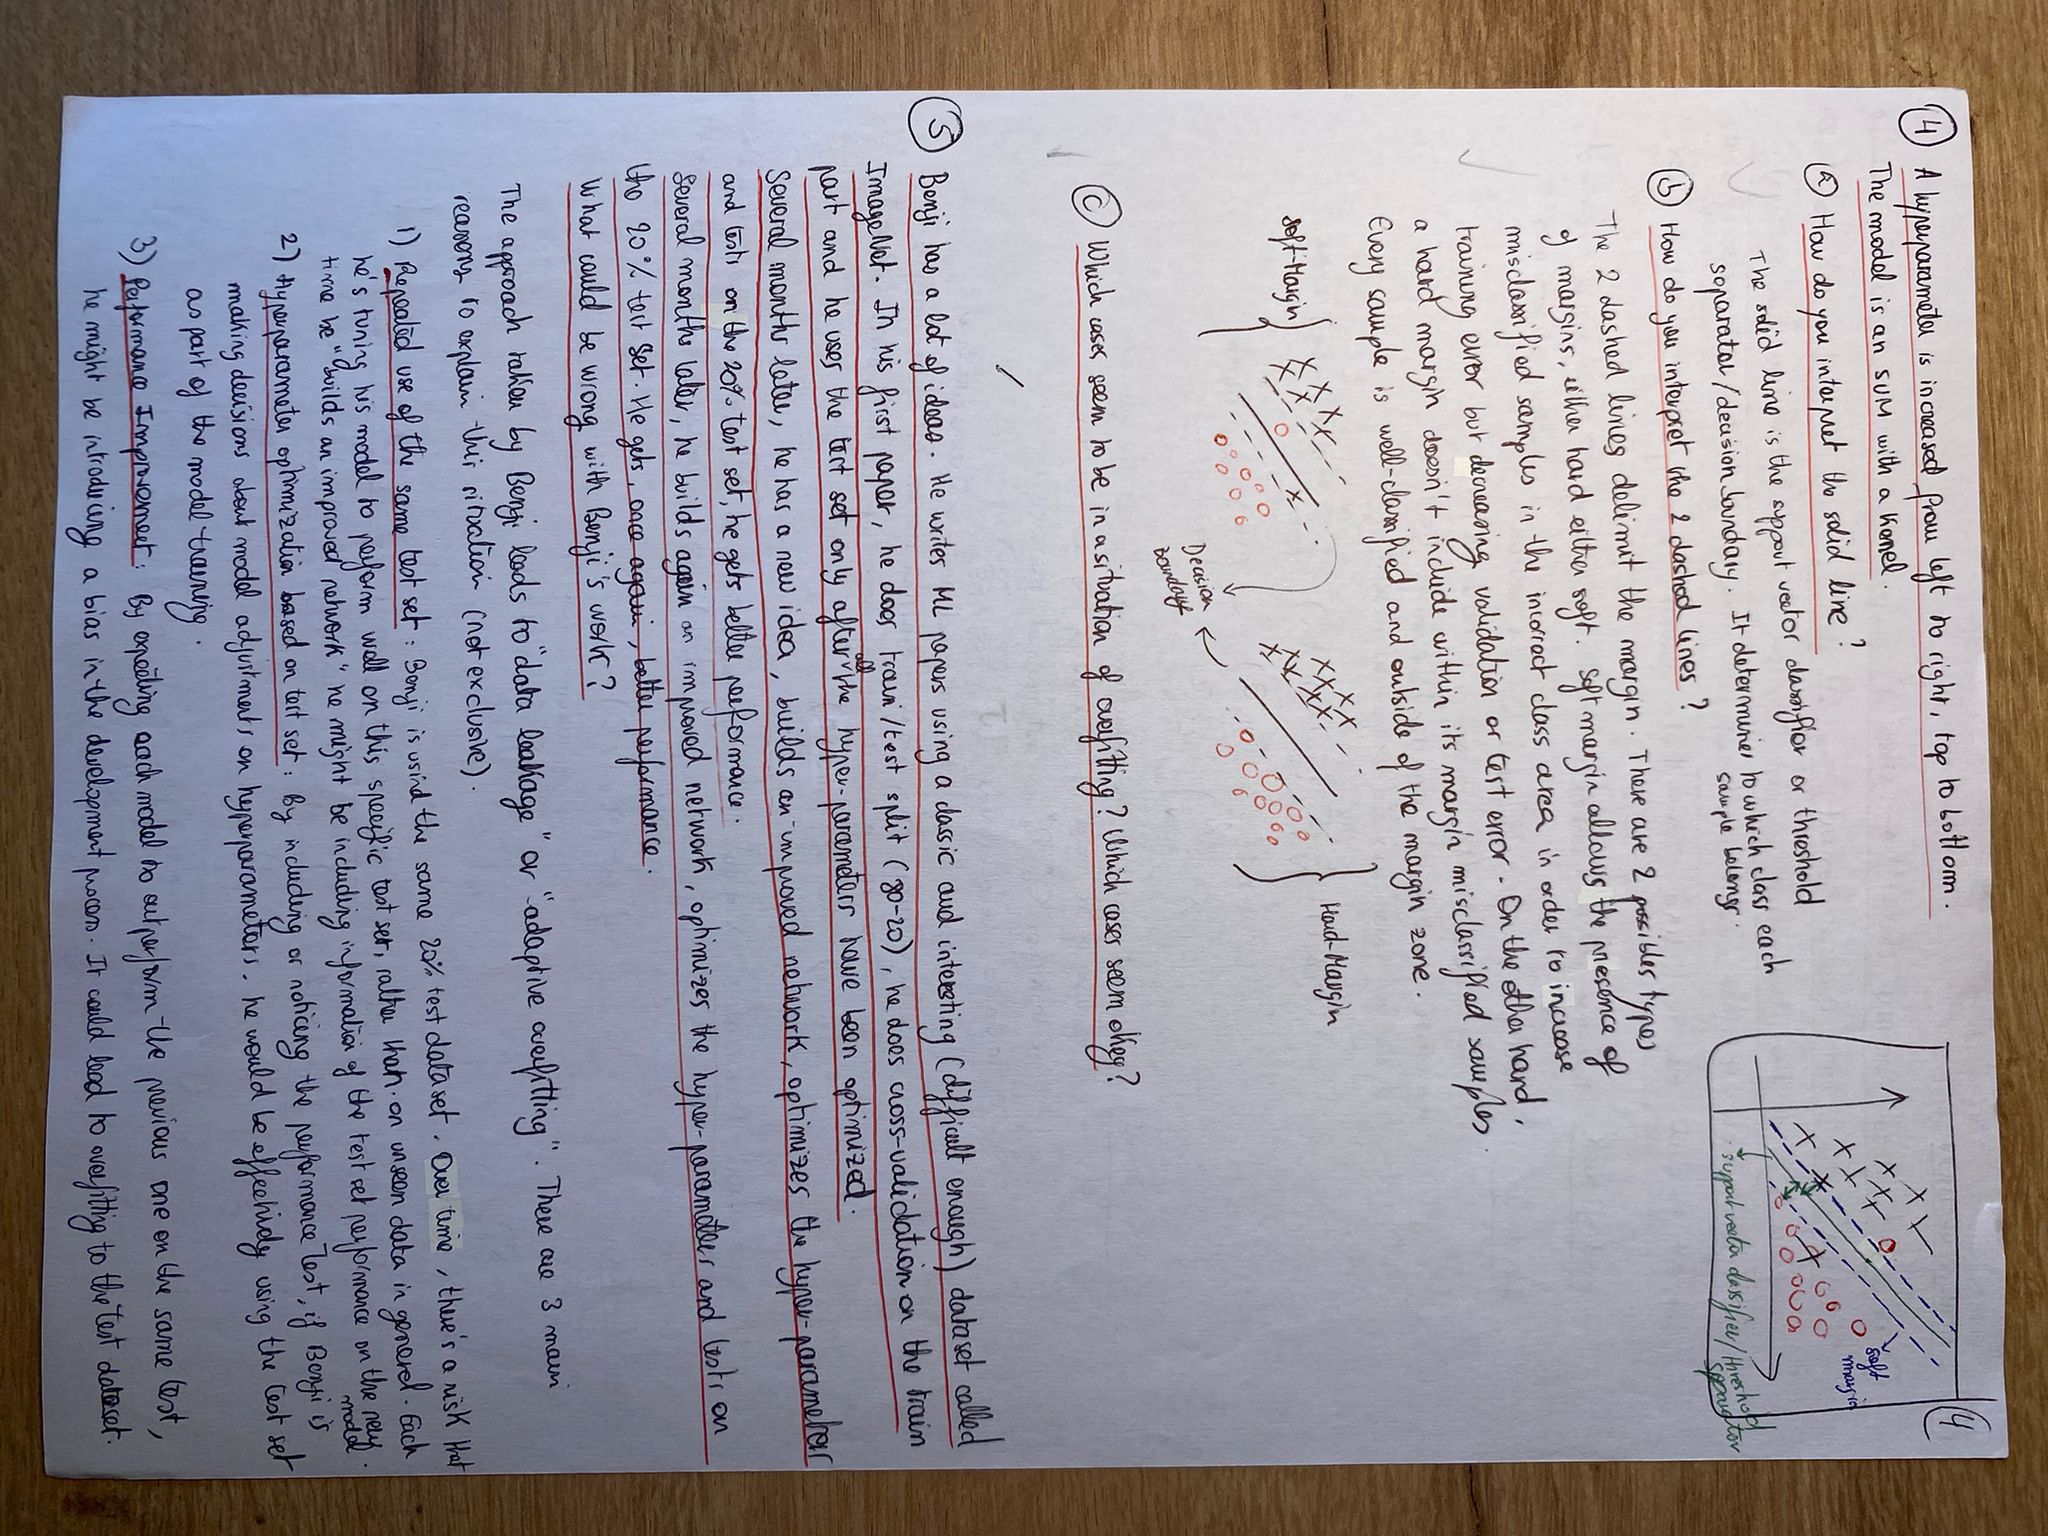 4 A hyperparameter is increased from left to right, top to bottom.
The model is an SVM with a Kernel.
a How do you interpret the solid line?
The solid line is the support vector classifier or threshold
separator/decision boundary. It determines to which class each
sample belongs.
4
soft
margin
support vector classifier/threshold
separator
b How do you interpret the 2 dashed lines?
The 2 dashed lines delimit the margin. There are 2 possibles types
of margins, either hard either soft. Soft margin allows the presence of
misclassified samples in the incorrect class area in order to increase
training error but decreasing validation or test error. On the other hand,
a hard margin doesn't include within its margin misclassified samples.
Every sample is well-classified and outside of the margin zone.
Soft-Margin
Hard-Margin
Decision
Boundary
c Which cases seem to be in a situation of overfitting? Which cases seem okey?
5 Benji has a lot of ideas. He writes ML papers using a classic and interesting (difficult enough) dataset called
ImageNet. In his first paper, he does train/test split (80-20), he does cross-validation on the train
part and he uses the test set only after all the hyper-parameters have been optimized.
Several months later, he has a new idea, builds an improved network, optimizes the hyper-parameters
and tests on the 20% test set, he gets better performance.
Several months later, he builds again an improved network, optimizes the hyper-parameters and tests on
the 20% test set. He gets, once again, better performance.
What could be wrong with Benji's work?
The approach taken by Benji leads to "data leakage" or "adaptive overfitting". There are 3 main
reasons to explain this situation (not exclusive).
1) Repeated use of the same test set: Benji is usind the same 20% test dataset. Over time, there's a risk that
he's tuning his model to perform well on this specific test set, rather than on unseen data in general. Each
time he "builds an improved network" he might be including information of the test set performance on the new
model.
2) Hyperparameter optimization based on test set: By including or noticing the performance test, if Benji is
making decisions about model adjustments on hyperparameters. he would be effectively using the test set
as part of the model training.
3) Performance Improvement: By expecting each model to outperform the previous one on the same test,
he might be introducing a bias in the development process. It could lead to overfitting to the test dataset.